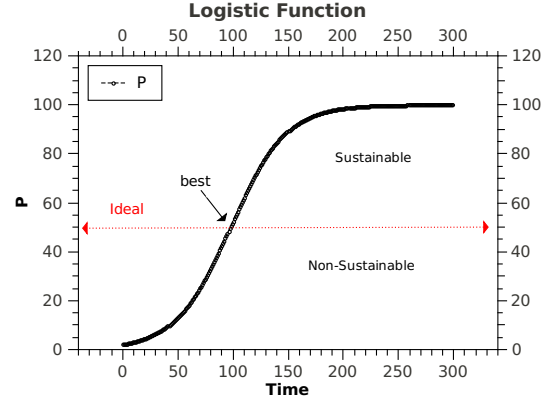 Logistic Function
0 50 100 150 200 250 300
120 120
P
100 100
80 80
Sustainable
best
60 60
Ideal
P
40 40
Non-Sustainable
20 20
0 0
0 50 100 150 200 250 300
Time